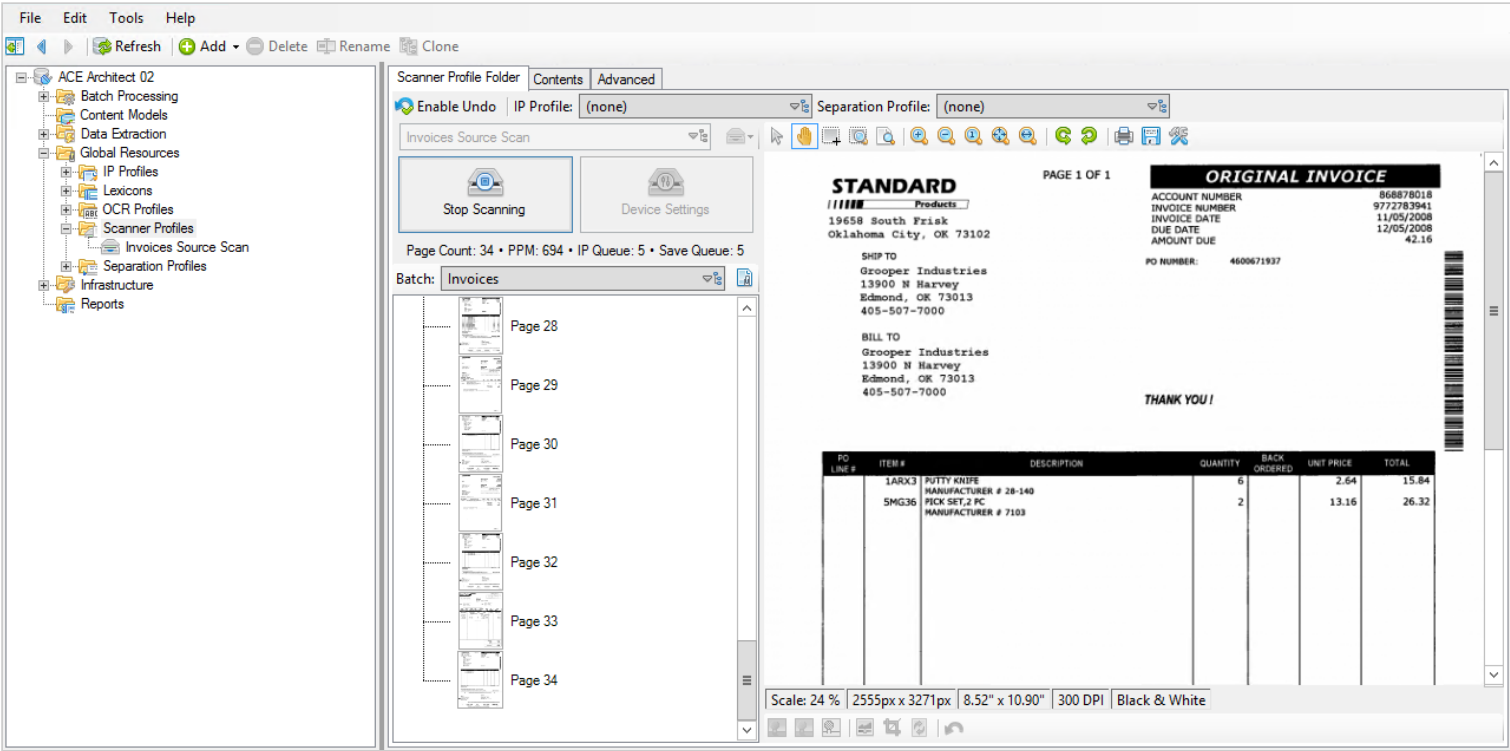 File Edit Tools Help
Refresh Add Delete Rename Clone
ACE Architect 02
Batch Processing
Content Models
Data Extraction
Global Resources
IP Profiles
Lexicons
OCR Profiles
Scanner Profiles
Invoices Source Scan
Separation Profiles
Infrastructure
Reports
Scanner Profile Folder Contents Advanced
Enable Undo IP Profile: (none) Separation Profile: (none)
Invoices Source Scan
Stop Scanning Device Settings
Page Count: 34 • PPM: 694 • IP Queue: 5 • Save Queue: 5
Batch: Invoices
Page 28
Page 29
Page 30
Page 31
Page 32
Page 33
Page 34
STANDARD
Products
19658 South Frisk
Oklahoma City, OK 73102
PAGE 1 OF 1
ORIGINAL INVOICE
ACCOUNT NUMBER 868878018
INVOICE NUMBER 9772783941
INVOICE DATE 11/05/2008
DUE DATE 12/05/2008
AMOUNT DUE 42.16
PO NUMBER: 4600671937
SHIP TO
Grooper Industries
13900 N Harvey
Edmond, OK 73013
405-507-7000
BILL TO
Grooper Industries
13900 N Harvey
Edmond, OK 73013
405-507-7000
THANK YOU !
PO LINE # ITEM # DESCRIPTION QUANTITY BACK ORDERED UNIT PRICE TOTAL
1ARX3 PUTTY KNIFE 6 2.64 15.84
MANUFACTURER # 28-140
5MG36 PICK SET,2 PC 2 13.16 26.32
MANUFACTURER # 7103
Scale: 24 % 2555px x 3271px 8.52" x 10.90" 300 DPI Black & White